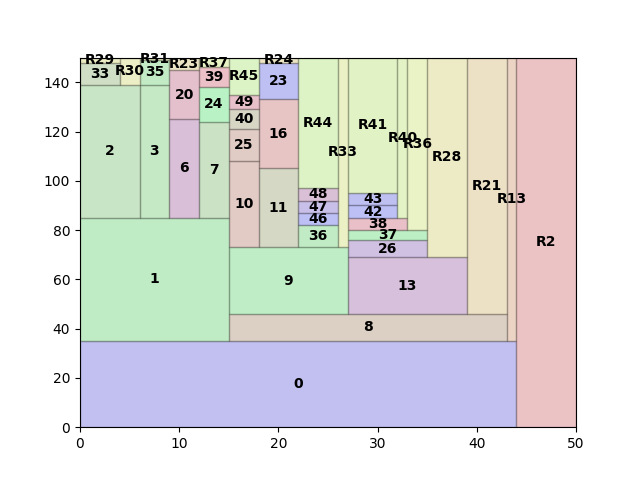 R29 R31 R24
33 R30 35 R23 R37
140 R45
39 23
20 49
24 40
120 16 R44 R41
R40
R36
25 R33 R28
2 3 6 7
100 R21
48 43 R13
10 11 47 42
46 38
80 36 37 R2
26
60 1 9 13
40 8
20 0
0
0 10 20 30 40 50